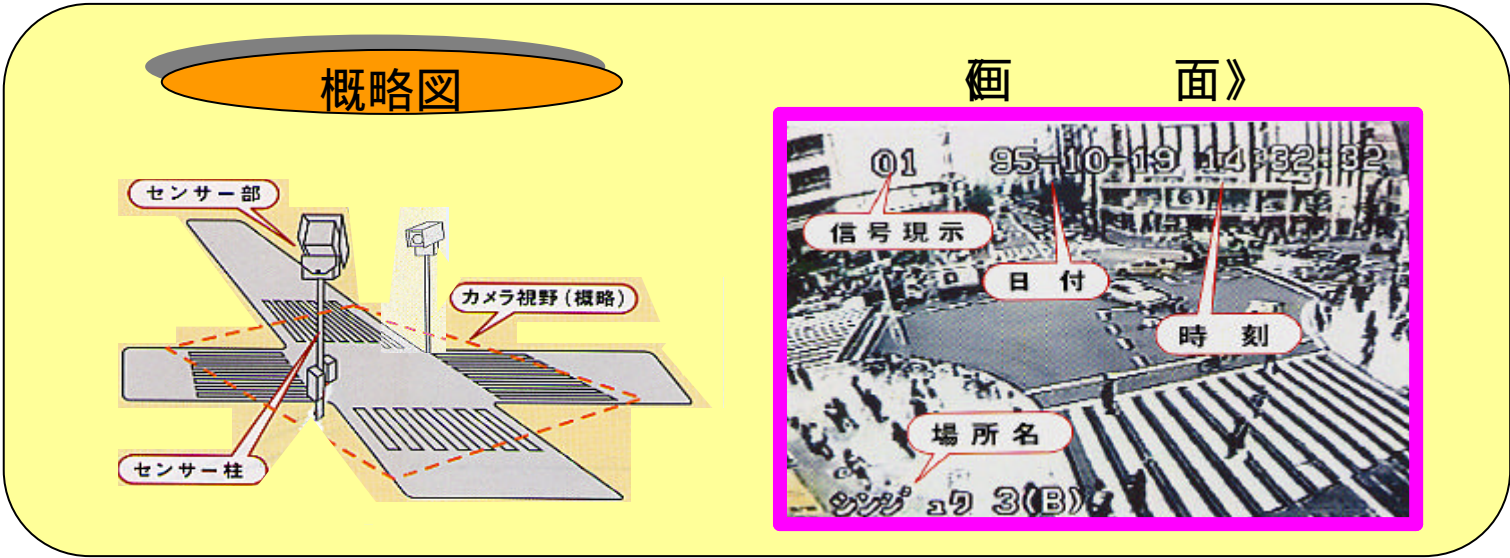 概略図
センサー部
カメラ視野(概略)
センサー柱
《画 面》
01 95-10-19 14:32:32
信号現示
日付
時刻
場所名
シンジュク 3(B)